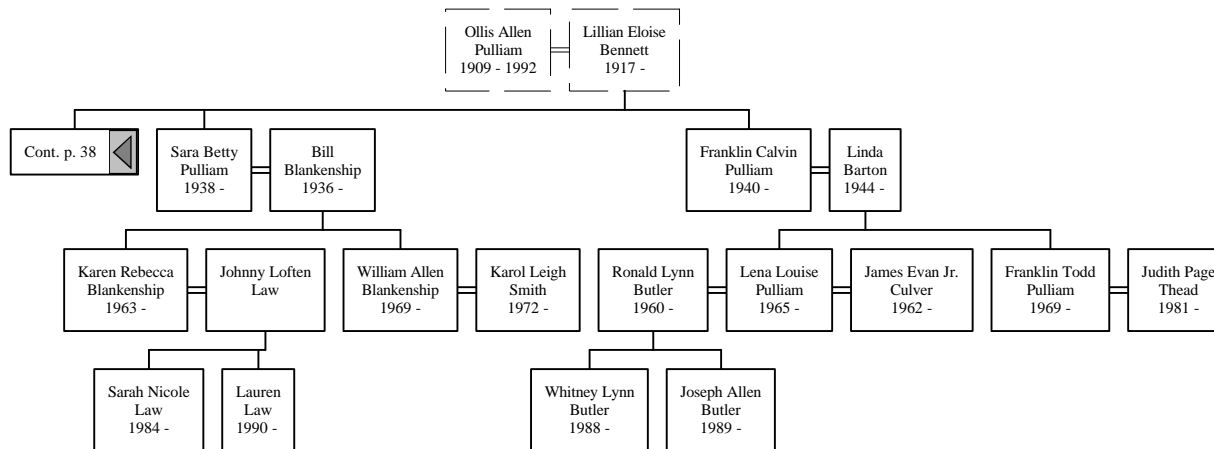 Ollis Allen
Pulliam
1909 - 1992
Lillian Eloise
Bennett
1917 -
Cont. p. 38
Sara Betty
Pulliam
1938 -
Bill
Blankenship
1936 -
Franklin Calvin
Pulliam
1940 -
Linda
Barton
1944 -
Karen Rebecca
Blankenship
1963 -
Johnny Loften
Law
William Allen
Blankenship
1969 -
Karol Leigh
Smith
1972 -
Ronald Lynn
Butler
1960 -
Lena Louise
Pulliam
1965 -
James Evan Jr.
Culver
1962 -
Franklin Todd
Pulliam
1969 -
Judith Page
Thead
1981 -
Sarah Nicole
Law
1984 -
Lauren
Law
1990 -
Whitney Lynn
Butler
1988 -
Joseph Allen
Butler
1989 -